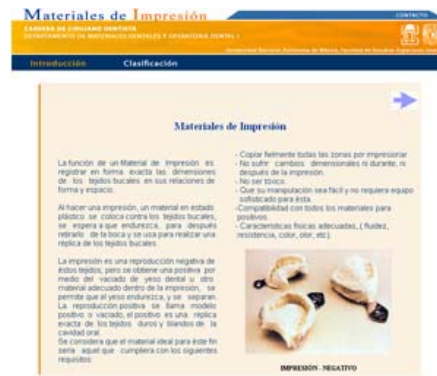 Materiales de Impresión
CONTACTO
CARRERA DE CIRUJANO DENTISTA
DEPARTAMENTO DE MATERIALES DENTALES Y OPERATORIA DENTAL I
Universidad Nacional Autónoma de México, Facultad de Estudios Superiores
Introducción
Clasificación
Materiales de Impresión
La función de un Material de Impresión es
registrar en forma exacta las dimensiones
de los tejidos bucales en sus relaciones de
forma y espacio.
Al hacer una impresión, un material en estado
plástico se coloca contra los tejidos bucales,
se espera a que endurezca, para después
retirarlo de la boca y se usa para realizar una
réplica de los tejidos bucales.
La impresión es una reproducción negativa de
éstos tejidos, pero se obtiene una positiva por
medio del vaciado de yeso dental u otro
material adecuado dentro de la impresión, se
permite que el yeso endurezca, y se separan.
La reproducción positiva se llama modelo
positivo o vaciado, el positivo es una réplica
exacta de los tejidos duros y blandos de la
cavidad oral.
Se considera que el material ideal para éste fin
sería aquel que cumpliera con los siguientes
requisitos:
- Copiar fielmente todas las zonas por impresionar
- No sufrir cambios dimensionales ni durante, ni
después de la impresión.
- No ser tóxico.
- Que su manipulación sea fácil y no requiera equipo
sofisticado para ésta.
-Compatibilidad con todos los materiales para
positivos.
- Características físicas adecuadas, ( fluidez,
resistencia, color, olor, etc).
IMPRESIÓN - NEGATIVO